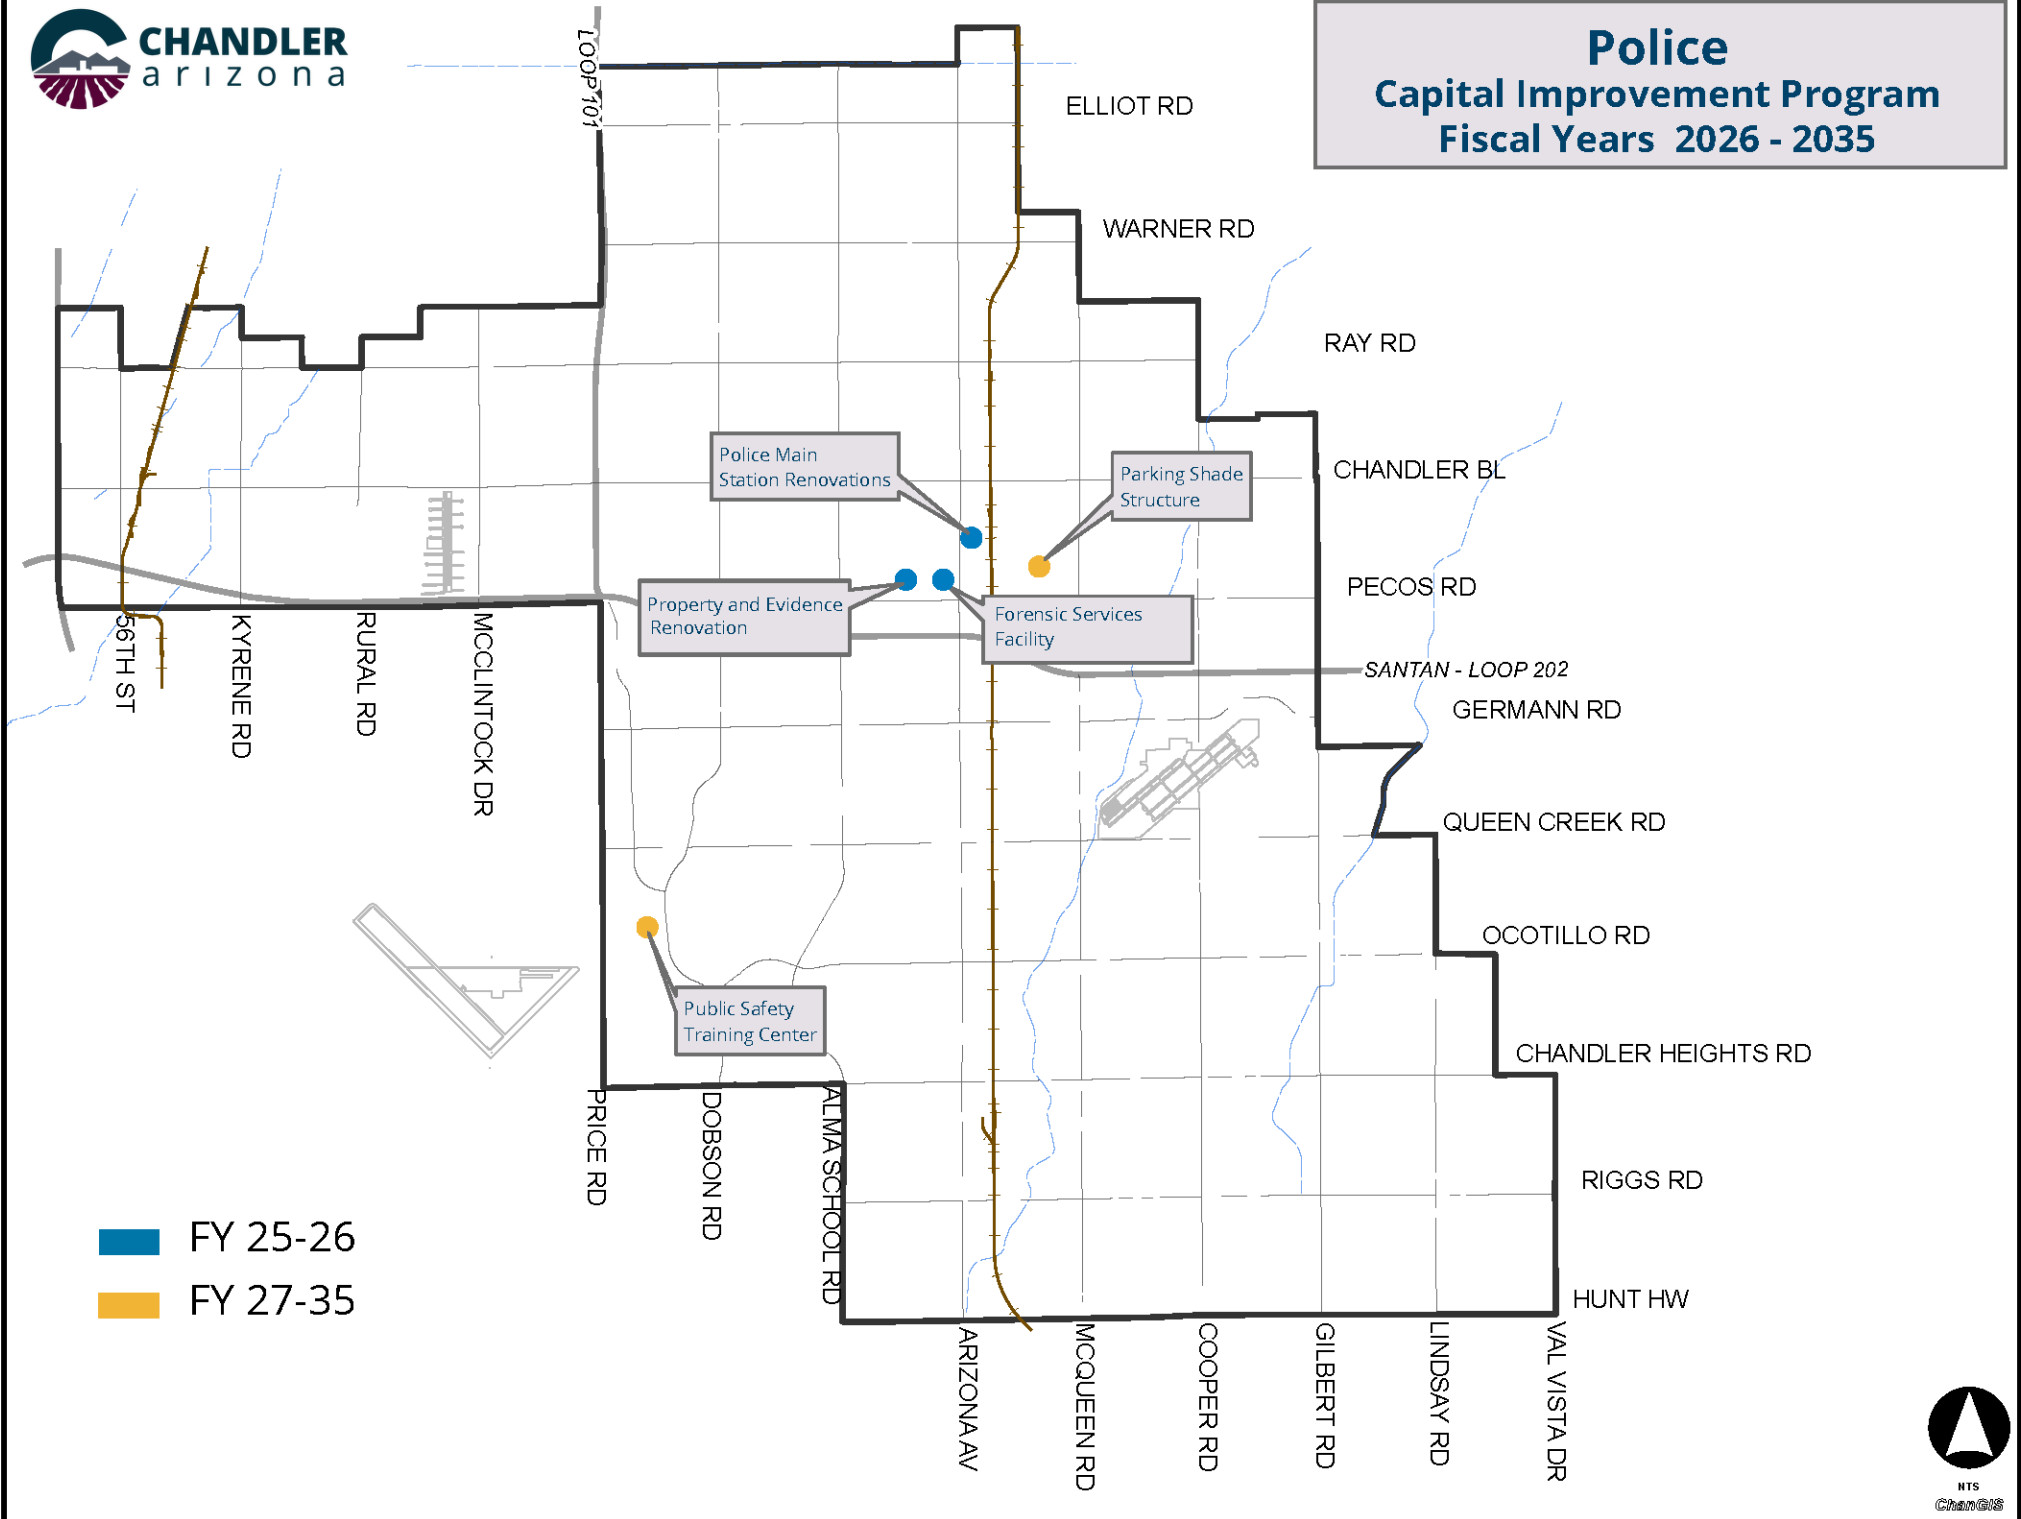 CHANDLER
arizona
Police
Capital Improvement Program
Fiscal Years 2026 - 2035
LOOP 101
ELLIOT RD
WARNER RD
RAY RD
CHANDLER BL
PECOS RD
SANTAN - LOOP 202
GERMANN RD
QUEEN CREEK RD
OCOTILLO RD
CHANDLER HEIGHTS RD
RIGGS RD
HUNT HW
Police Main
Station Renovations
Parking Shade
Structure
Property and Evidence
Renovation
Forensic Services
Facility
Public Safety
Training Center
56TH ST
KYRENE RD
RURAL RD
MCCLINTOCK DR
PRICE RD
DOBSON RD
ALMA SCHOOL RD
ARIZONA AV
MCQUEEN RD
COOPER RD
GILBERT RD
LINDSAY RD
VAL VISTA DR
FY 25-26
FY 27-35
NTS
ChanGIS